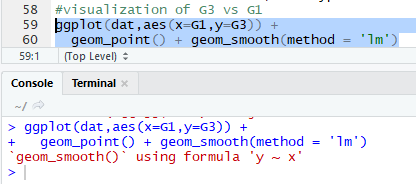 58 #visualization of G3 vs G1
59 ggplot(dat,aes(x=G1,y=G3)) +
60 geom_point() + geom_smooth(method = 'lm')
59:1 (Top Level)
Console Terminal ×
~/
> ggplot(dat,aes(x=G1,y=G3)) +
+ geom_point() + geom_smooth(method = 'lm')
`geom_smooth()` using formula 'y ~ x'
>